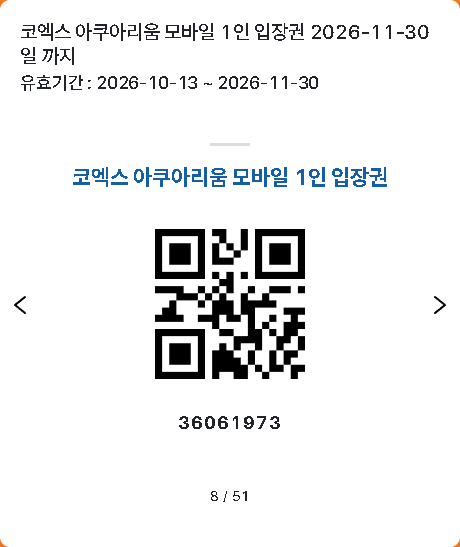 코엑스 아쿠아리움 모바일 1인 입장권 2026-11-30
일 까지
유효기간 : 2026-10-13 ~ 2026-11-30
코엑스 아쿠아리움 모바일 1인 입장권
36061973
8 / 51